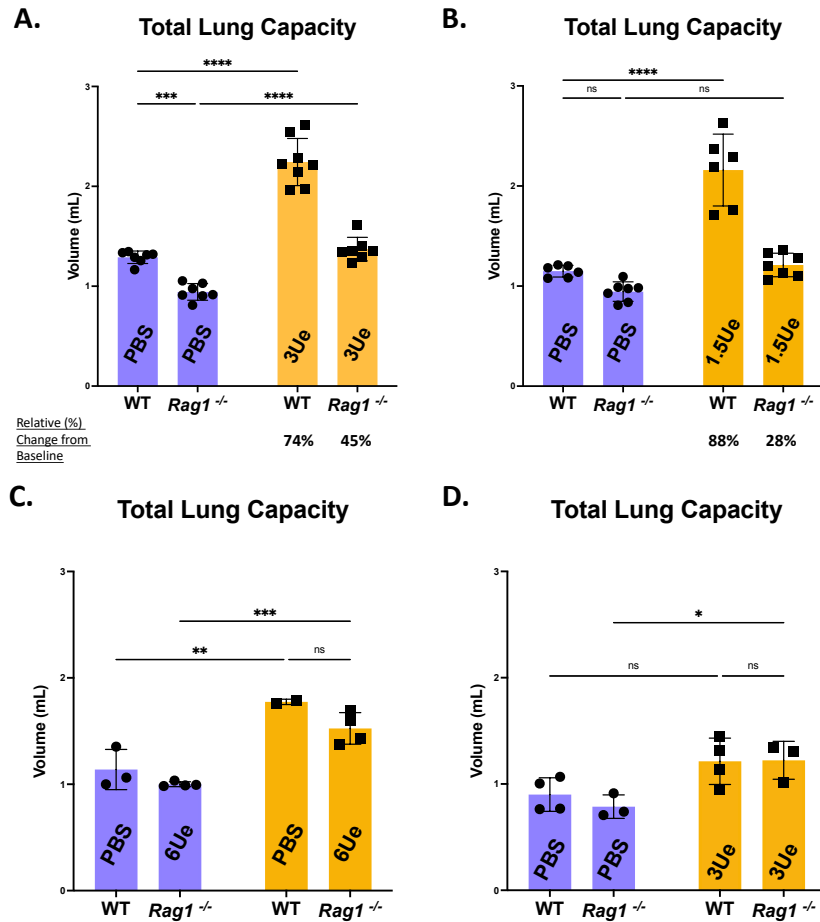 A.
Total Lung Capacity
****
***
****
Volume (mL)
3
2
1
0
PBS
PBS
3Ue
3Ue
WT
Rag1 -/-
WT
Rag1 -/-
Relative (%)
Change from
Baseline
74%
45%
B.
Total Lung Capacity
****
ns
ns
Volume (mL)
3
2
1
0
PBS
PBS
1.5Ue
1.5Ue
WT
Rag1 -/-
WT
Rag1 -/-
88%
28%
C.
Total Lung Capacity
***
**
ns
Volume (mL)
3
2
1
0
PBS
6Ue
PBS
6Ue
WT
Rag1 -/-
WT
Rag1 -/-
D.
Total Lung Capacity
*
ns
ns
Volume (mL)
3
2
1
0
PBS
PBS
3Ue
3Ue
WT
Rag1 -/-
WT
Rag1 -/-